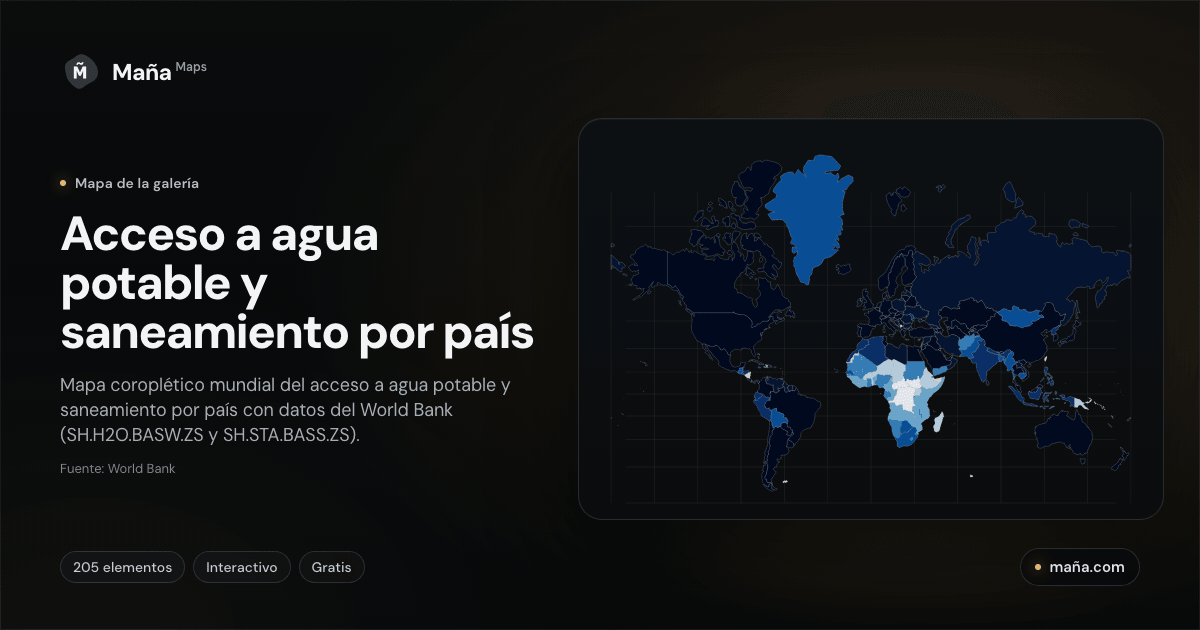 M̃
Maña Maps
Mapa de la galería
Acceso a agua
potable y
saneamiento por país
Mapa coroplético mundial del acceso a agua potable y
saneamiento por país con datos del World Bank
(SH.H2O.BASW.ZS y SH.STA.BASS.ZS).
Fuente: World Bank
205 elementos
Interactivo
Gratis
maña.com